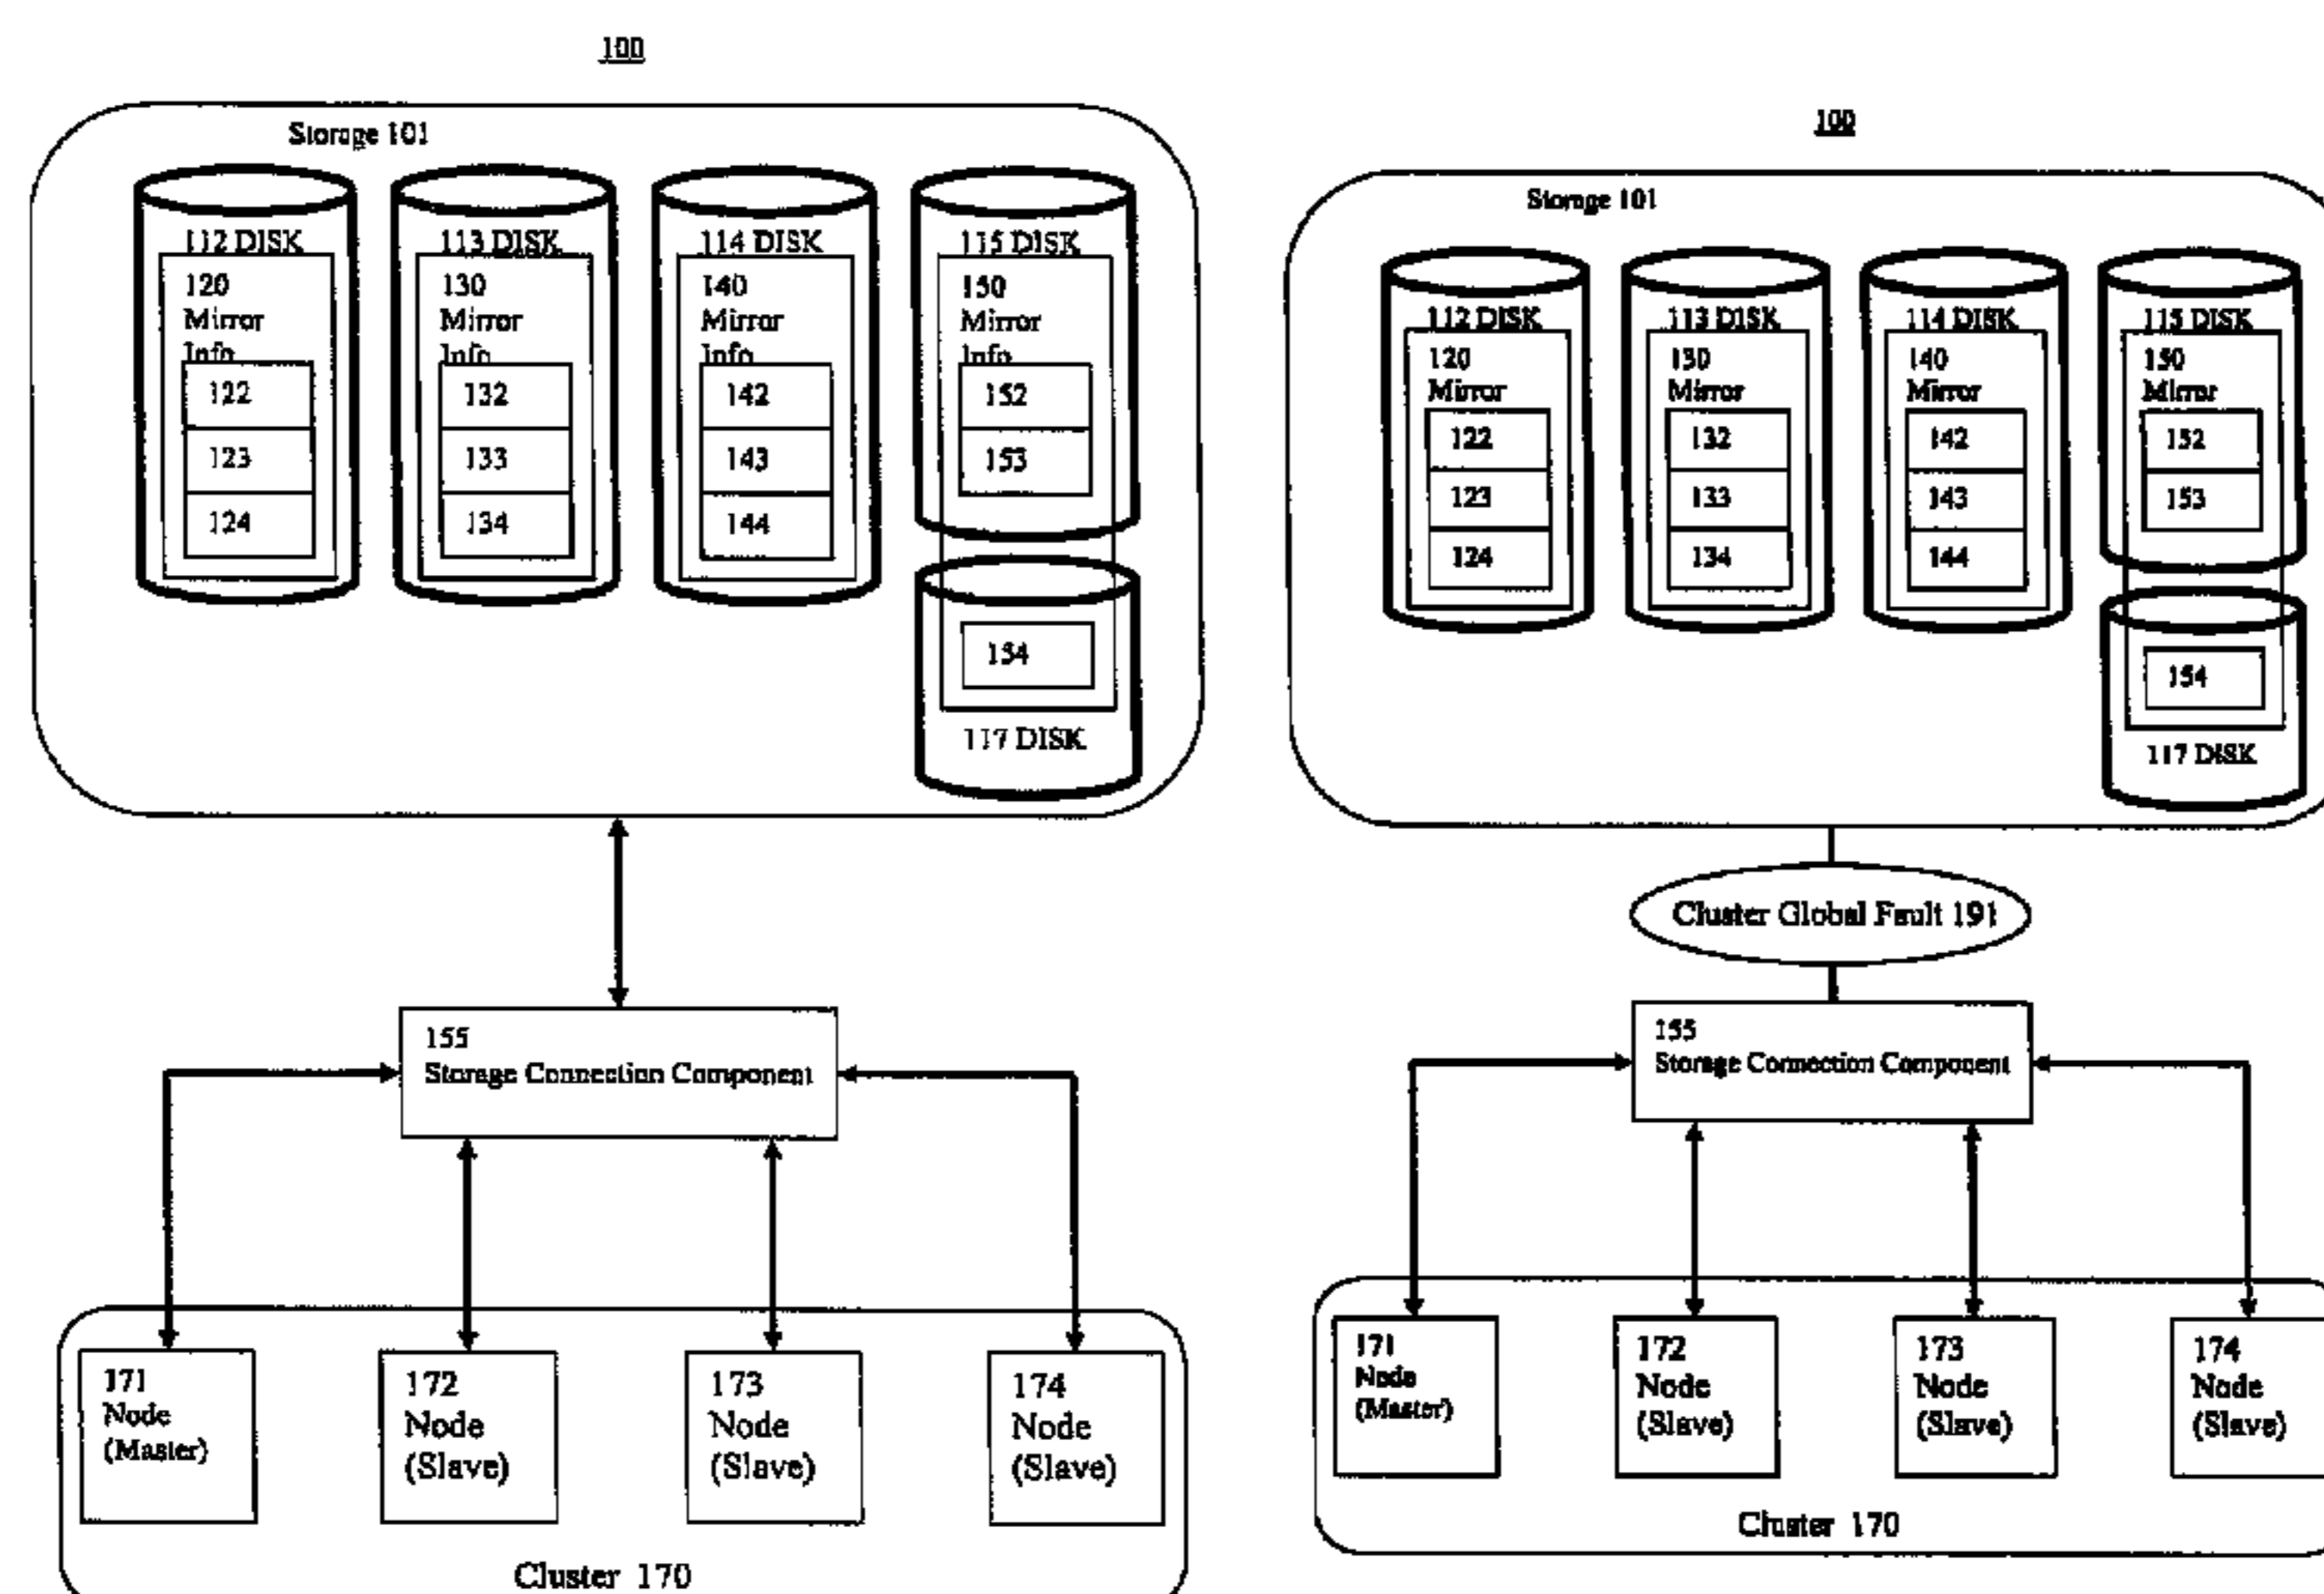 100
Storage 101
112 DISK
120
Mirror
Info
122
123
124
113 DISK
130
Mirror
Info
132
133
134
114 DISK
140
Mirror
Info
142
143
144
115 DISK
150
Mirror
Info
152
153
154
117 DISK
155
Storage Connection Component
171
Node
(Master)
172
Node
(Slave)
173
Node
(Slave)
174
Node
(Slave)
Cluster 170
100
Storage 101
112 DISK
120
Mirror
122
123
124
113 DISK
130
Mirror
132
133
134
114 DISK
140
Mirror
142
143
144
115 DISK
150
Mirror
152
153
154
117 DISK
Cluster Global Fault 191
155
Storage Connection Component
171
Node
(Master)
172
Node
(Slave)
173
Node
(Slave)
174
Node
(Slave)
Cluster 170